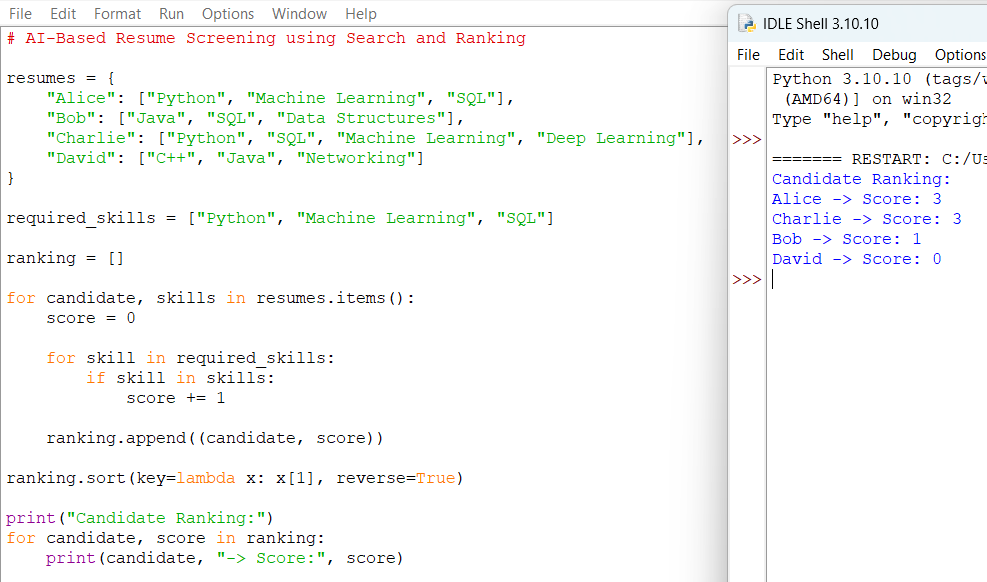 File Edit Format Run Options Window Help
# AI-Based Resume Screening using Search and Ranking
resumes = {
    "Alice": ["Python", "Machine Learning", "SQL"],
    "Bob": ["Java", "SQL", "Data Structures"],
    "Charlie": ["Python", "SQL", "Machine Learning", "Deep Learning"],
    "David": ["C++", "Java", "Networking"]
}
required_skills = ["Python", "Machine Learning", "SQL"]
ranking = []
for candidate, skills in resumes.items():
    score = 0
    for skill in required_skills:
        if skill in skills:
            score += 1
    ranking.append((candidate, score))
ranking.sort(key=lambda x: x[1], reverse=True)
print("Candidate Ranking:")
for candidate, score in ranking:
    print(candidate, "-> Score:", score)
IDLE Shell 3.10.10
File Edit Shell Debug Options
Python 3.10.10 (tags/
 (AMD64)] on win32
Type "help", "copyrigh
>>>
======= RESTART: C:/Us
Candidate Ranking:
Alice -> Score: 3
Charlie -> Score: 3
Bob -> Score: 1
David -> Score: 0
>>>